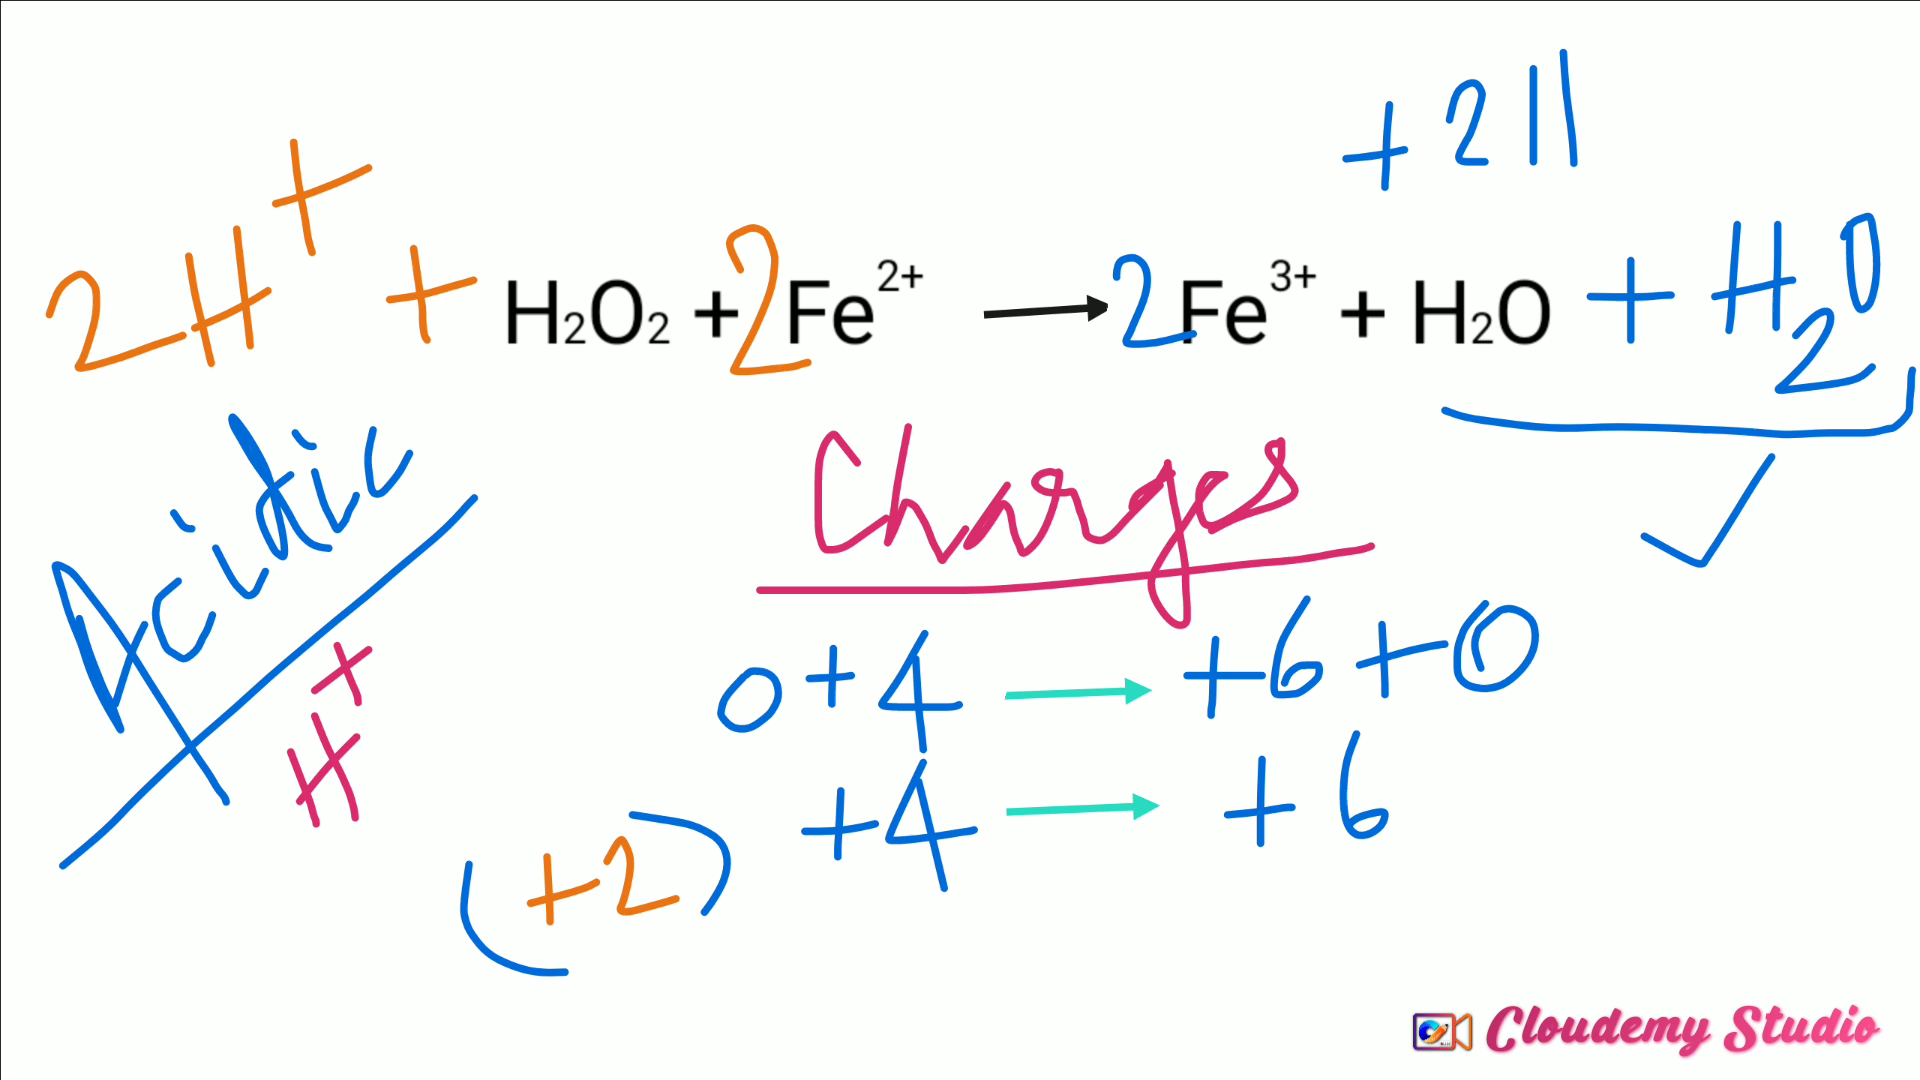 + 2H
2H⁺ + H₂O₂ + 2Fe²⁺ → 2Fe³⁺ + H₂O + H₂O
Acidic
H⁺
Charges
0 + 4 → +6 + 0
+4 → +6
(+2)
Cloudemy Studio